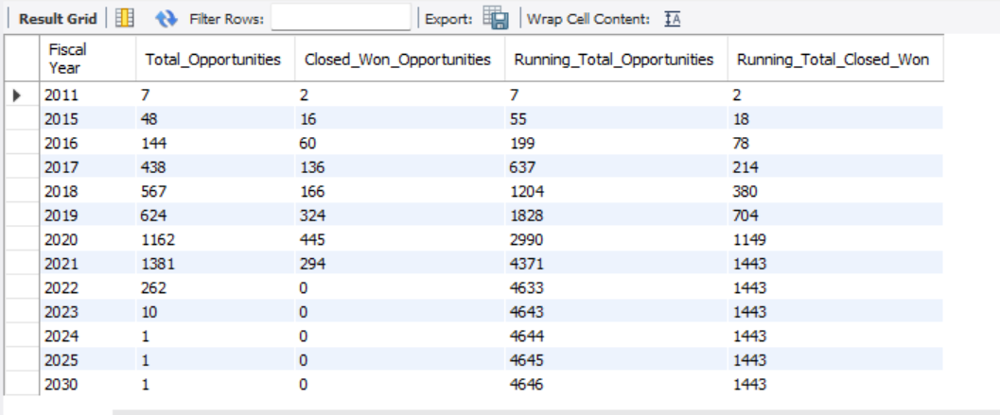 Result Grid Filter Rows: Export: Wrap Cell Content: IA
Fiscal Year Total_Opportunities Closed_Won_Opportunities Running_Total_Opportunities Running_Total_Closed_Won
2011 7 2 7 2
2015 48 16 55 18
2016 144 60 199 78
2017 438 136 637 214
2018 567 166 1204 380
2019 624 324 1828 704
2020 1162 445 2990 1149
2021 1381 294 4371 1443
2022 262 0 4633 1443
2023 10 0 4643 1443
2024 1 0 4644 1443
2025 1 0 4645 1443
2030 1 0 4646 1443